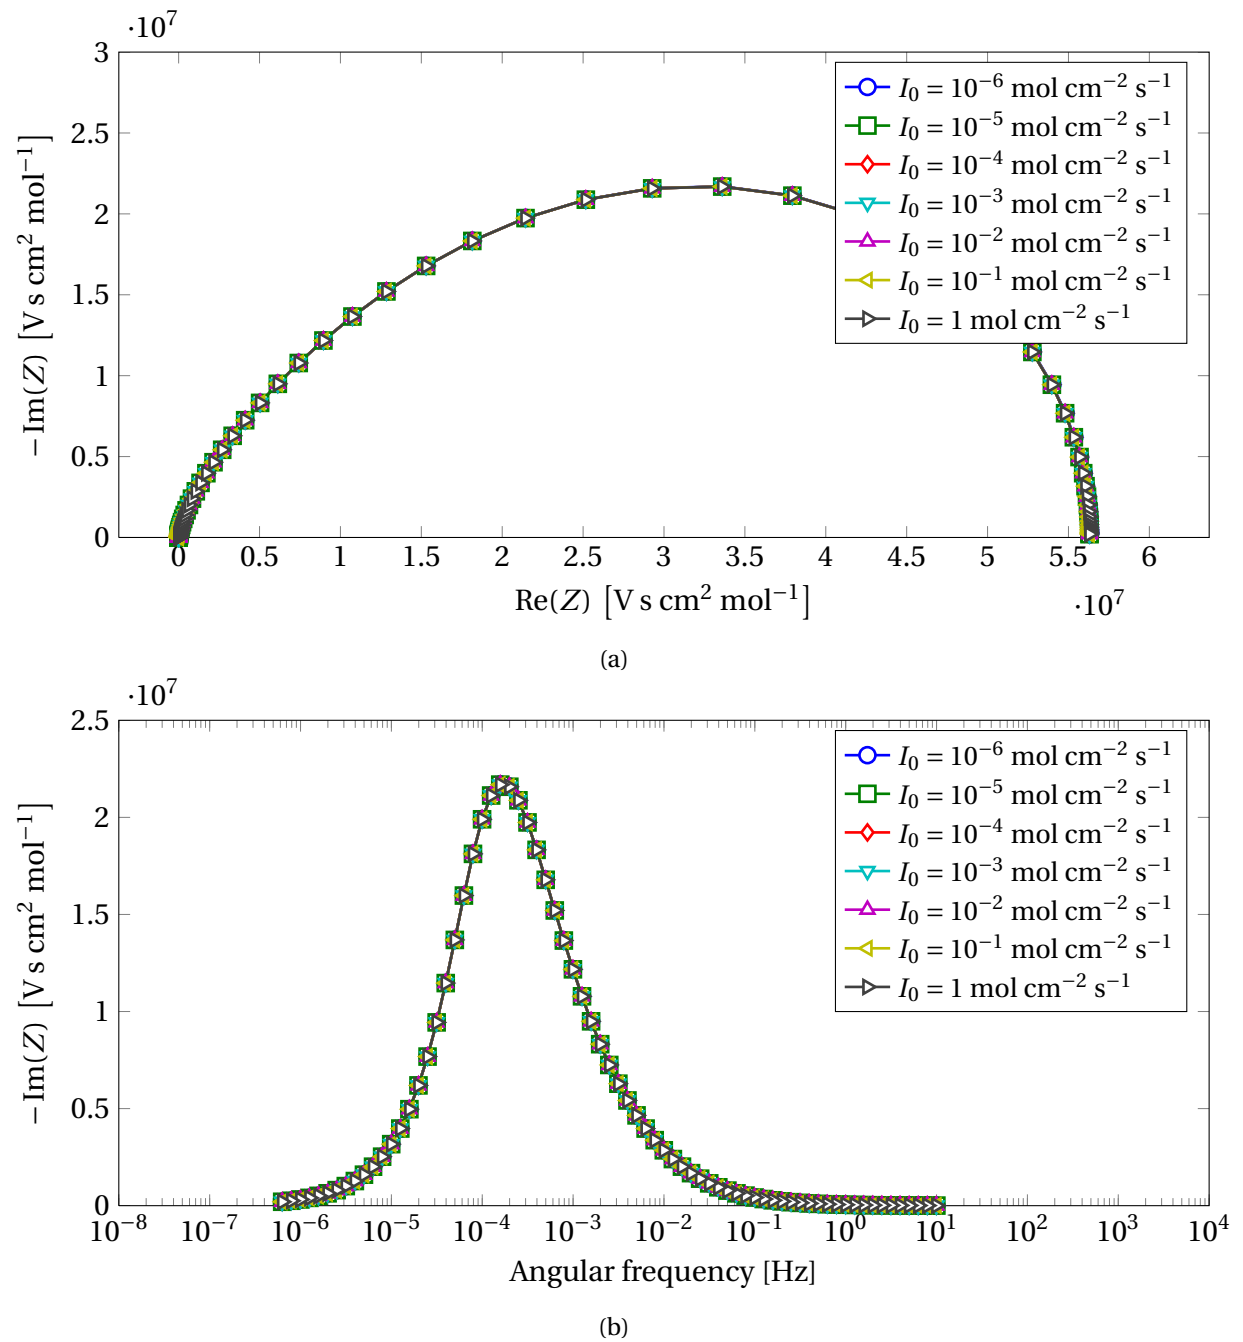 ·10⁷
3
2.5
2
1.5
1
0.5
0
−Im(Z) [V s cm² mol⁻¹]
I₀ = 10⁻⁶ mol cm⁻² s⁻¹
I₀ = 10⁻⁵ mol cm⁻² s⁻¹
I₀ = 10⁻⁴ mol cm⁻² s⁻¹
I₀ = 10⁻³ mol cm⁻² s⁻¹
I₀ = 10⁻² mol cm⁻² s⁻¹
I₀ = 10⁻¹ mol cm⁻² s⁻¹
I₀ = 1 mol cm⁻² s⁻¹
0 0.5 1 1.5 2 2.5 3 3.5 4 4.5 5 5.5 6
Re(Z) [V s cm² mol⁻¹]
·10⁷
(a)
·10⁷
2.5
2
1.5
1
0.5
0
−Im(Z) [V s cm² mol⁻¹]
I₀ = 10⁻⁶ mol cm⁻² s⁻¹
I₀ = 10⁻⁵ mol cm⁻² s⁻¹
I₀ = 10⁻⁴ mol cm⁻² s⁻¹
I₀ = 10⁻³ mol cm⁻² s⁻¹
I₀ = 10⁻² mol cm⁻² s⁻¹
I₀ = 10⁻¹ mol cm⁻² s⁻¹
I₀ = 1 mol cm⁻² s⁻¹
10⁻⁸ 10⁻⁷ 10⁻⁶ 10⁻⁵ 10⁻⁴ 10⁻³ 10⁻² 10⁻¹ 10⁰ 10¹ 10² 10³ 10⁴
Angular frequency [Hz]
(b)